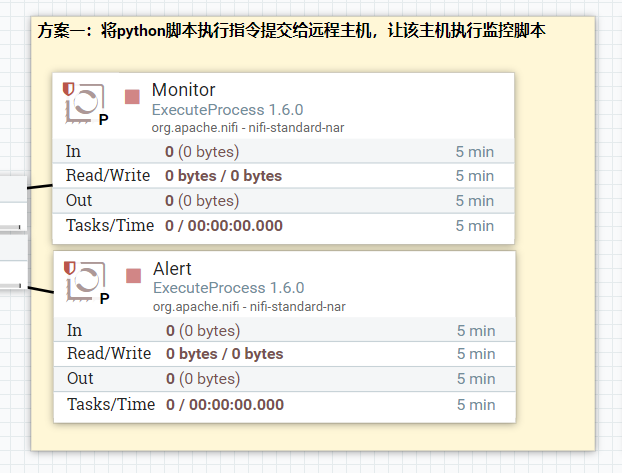 方案一：将python脚本执行指令提交给远程主机，让该主机执行监控脚本
Monitor
ExecuteProcess 1.6.0
org.apache.nifi - nifi-standard-nar
P
In 0 (0 bytes) 5 min
Read/Write 0 bytes / 0 bytes 5 min
Out 0 (0 bytes) 5 min
Tasks/Time 0 / 00:00:00.000 5 min
Alert
ExecuteProcess 1.6.0
org.apache.nifi - nifi-standard-nar
P
In 0 (0 bytes) 5 min
Read/Write 0 bytes / 0 bytes 5 min
Out 0 (0 bytes) 5 min
Tasks/Time 0 / 00:00:00.000 5 min